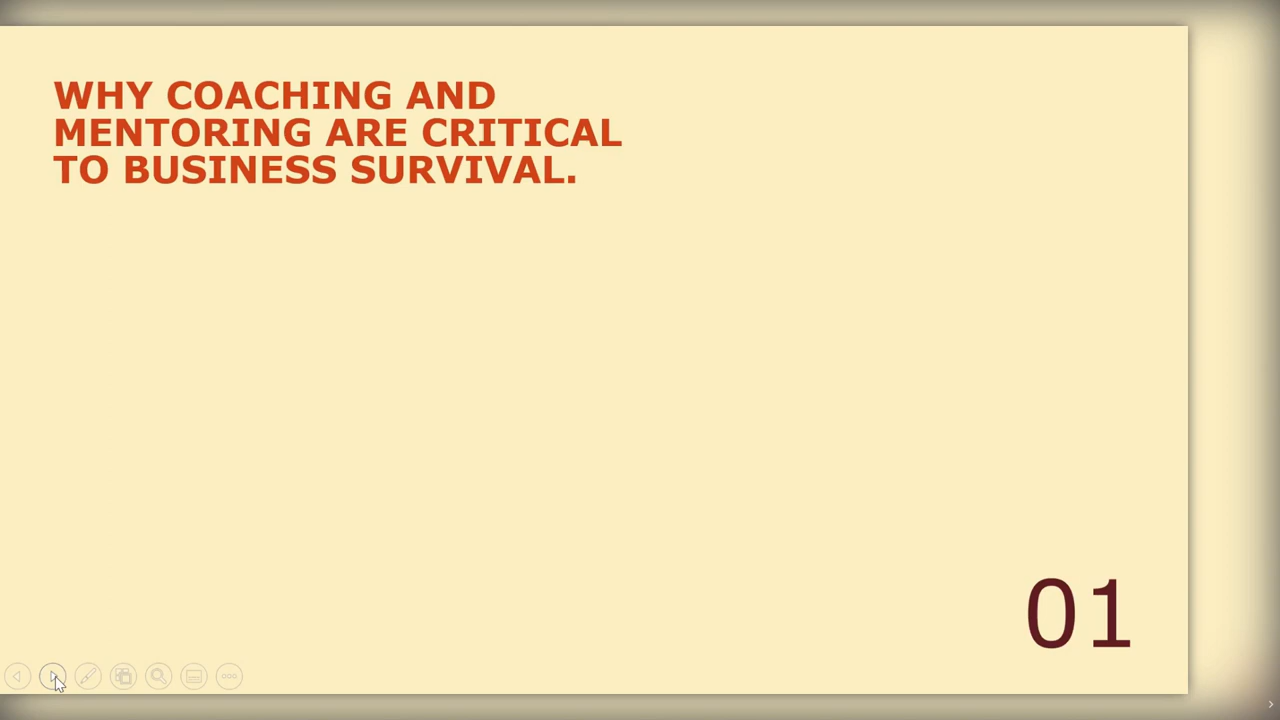 WHY COACHING AND
MENTORING ARE CRITICAL
TO BUSINESS SURVIVAL.
01